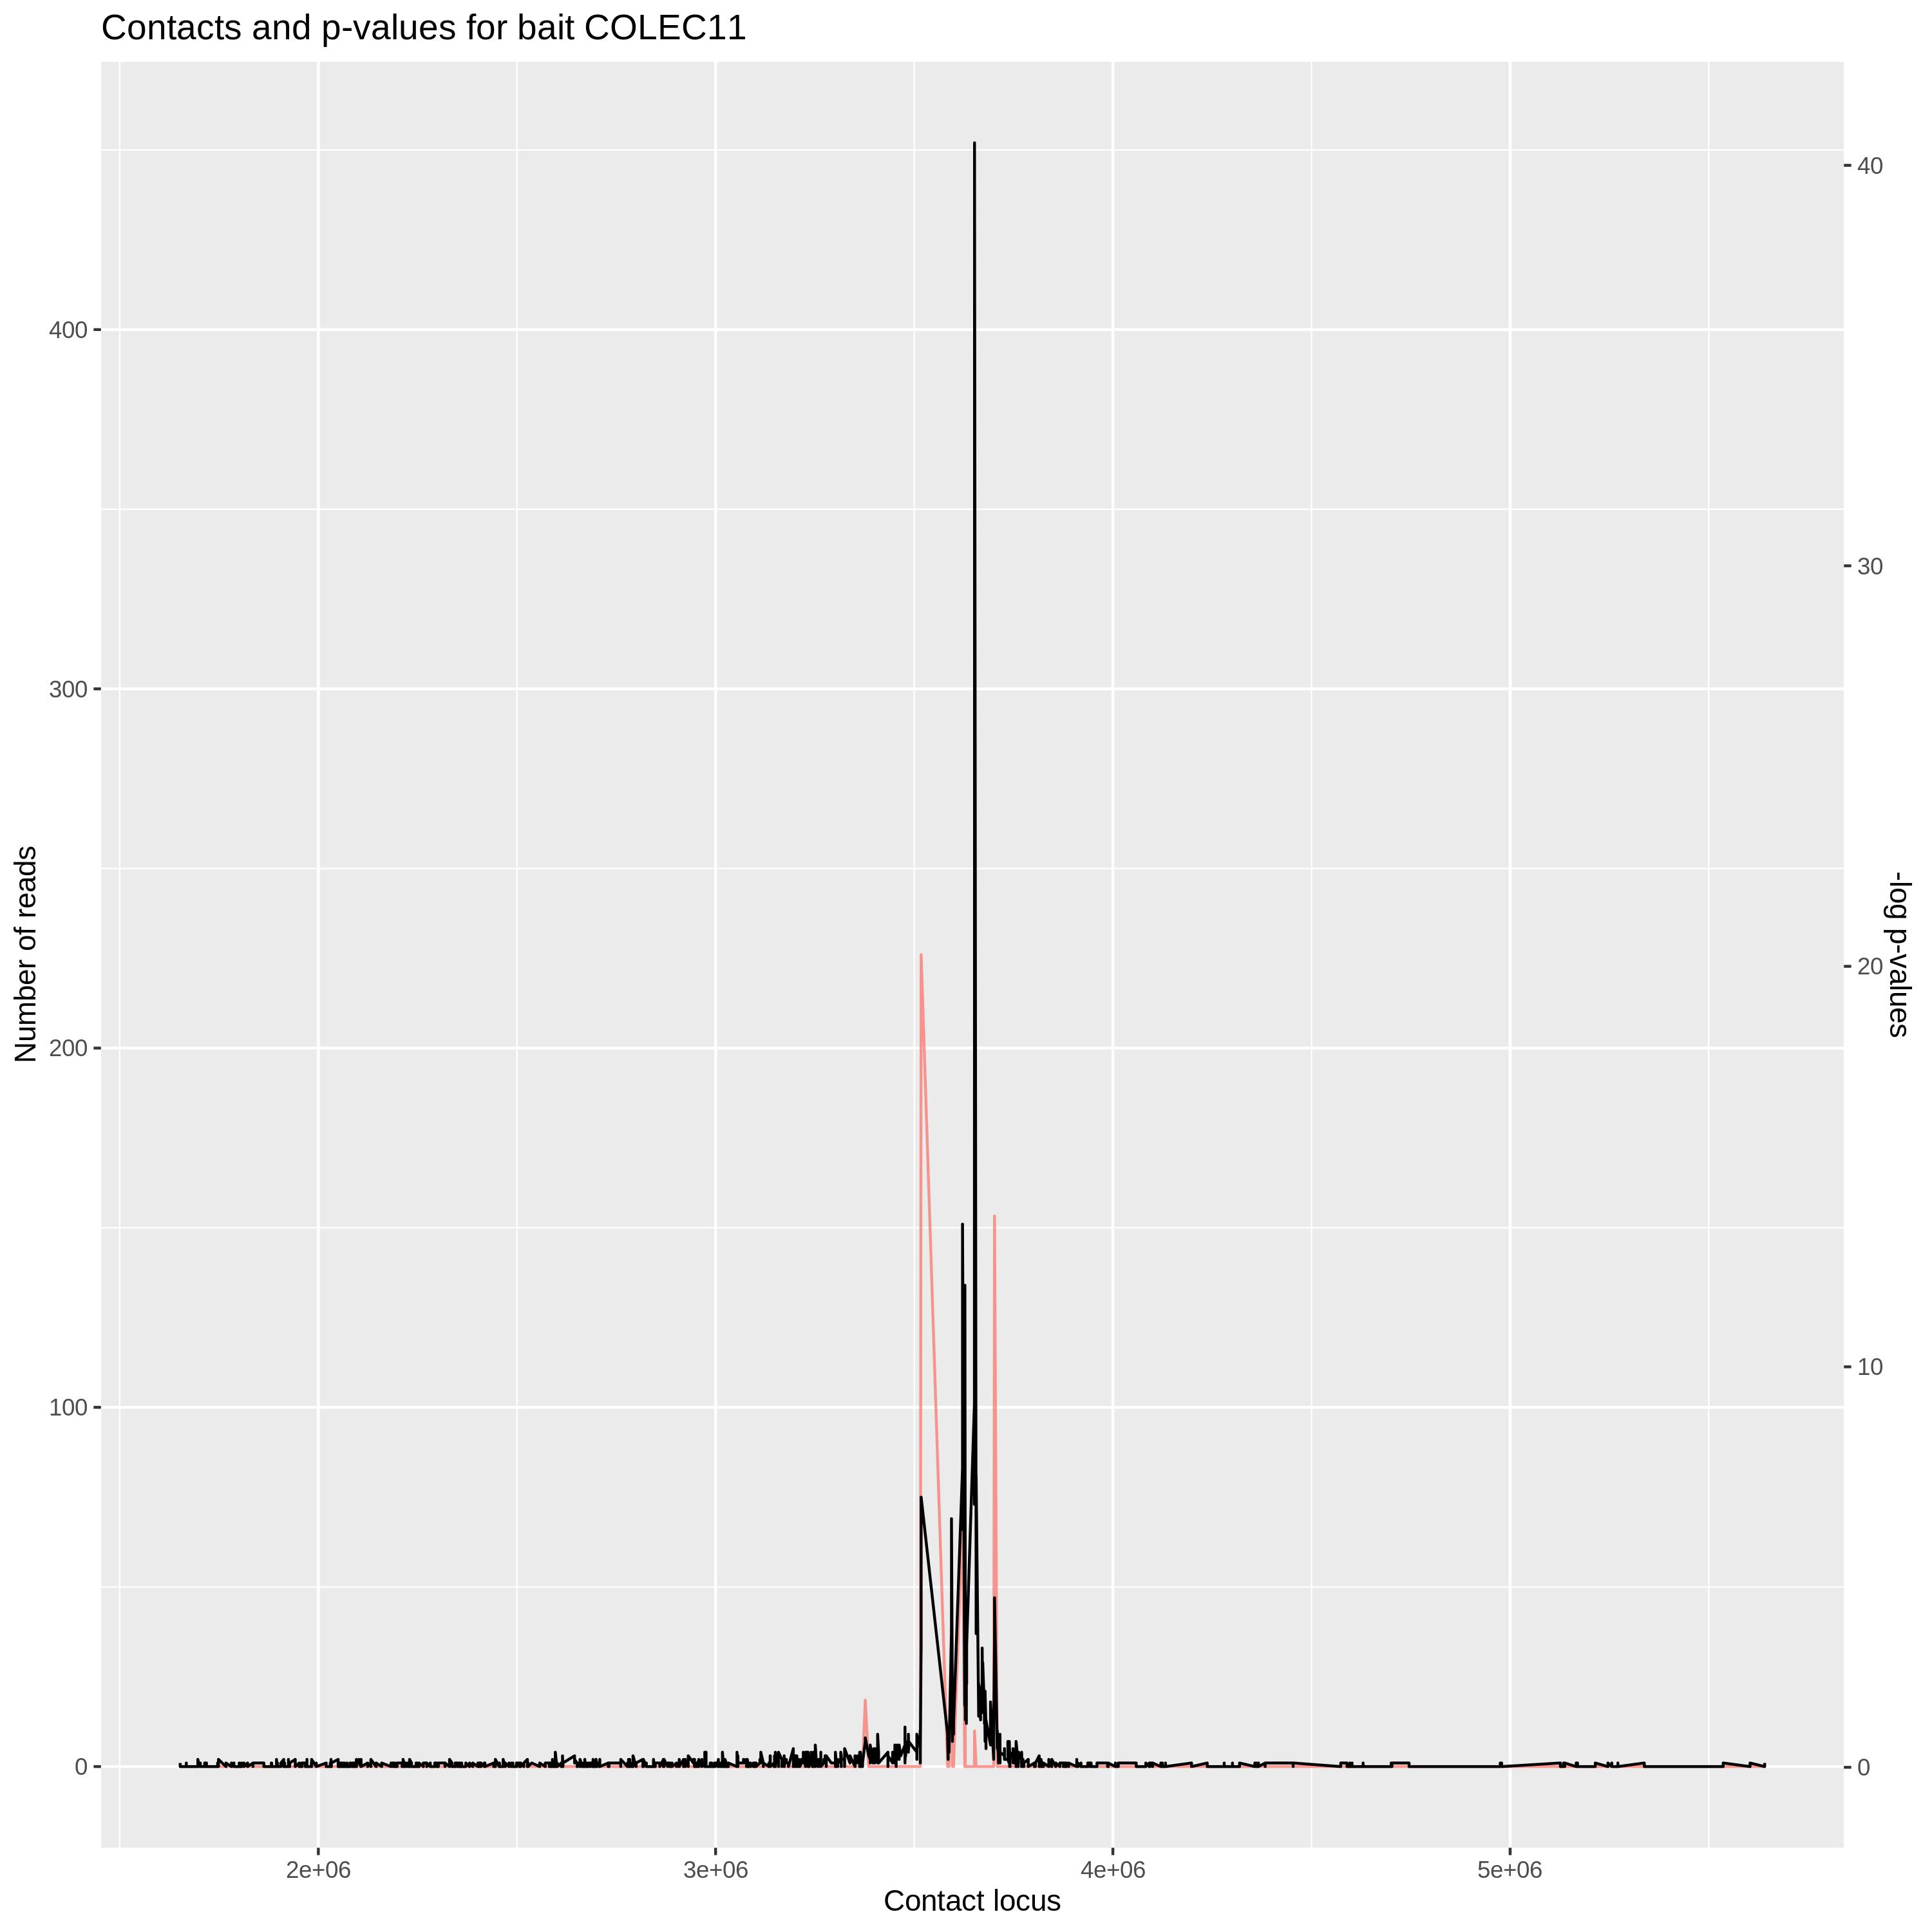 Contacts and p-values for bait COLEC11
Number of reads
400
300
200
100
0
40
30
20
10
0
-log p-values
2e+06
3e+06
4e+06
5e+06
Contact locus